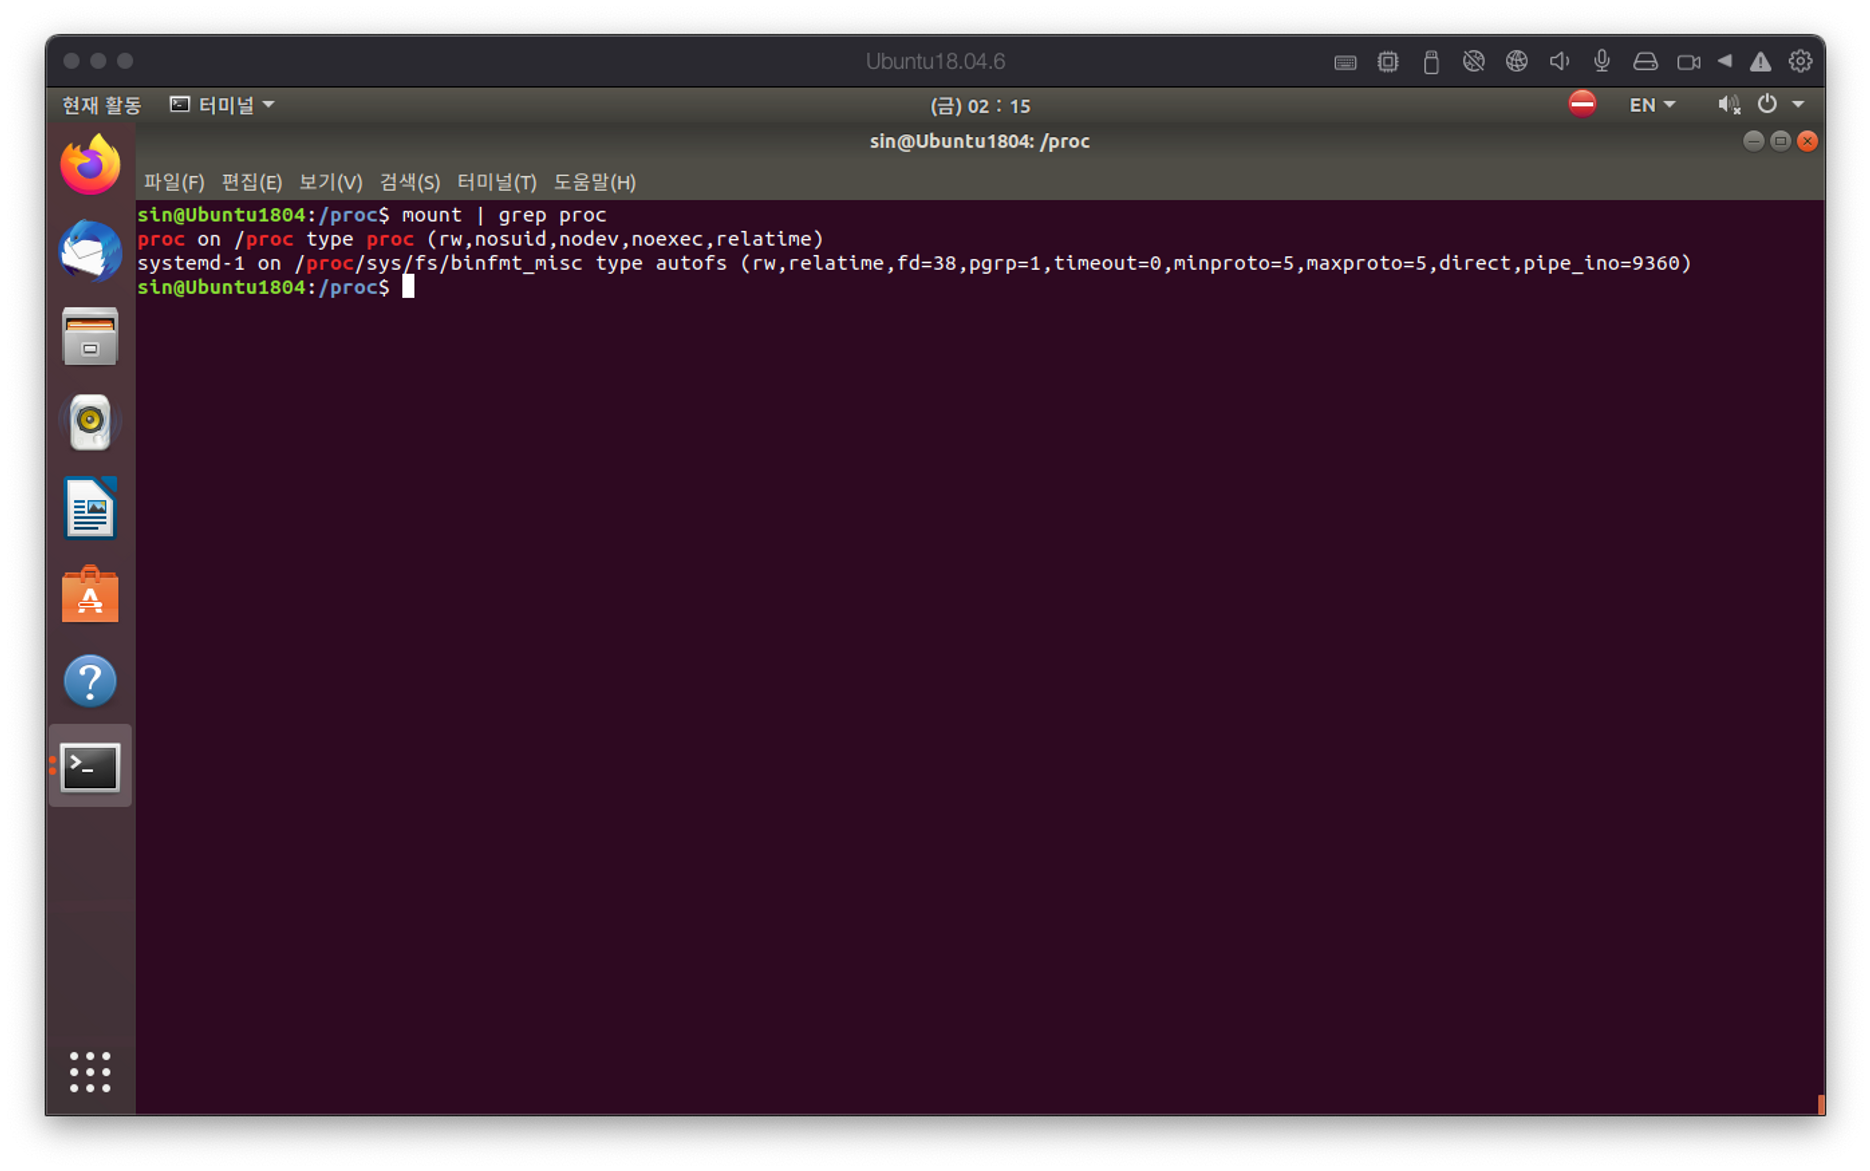 Ubuntu18.04.6
현재 활동 터미널 (금) 02 : 15 EN
sin@Ubuntu1804: /proc
파일(F) 편집(E) 보기(V) 검색(S) 터미널(T) 도움말(H)
sin@Ubuntu1804:/proc$ mount | grep proc
proc on /proc type proc (rw,nosuid,nodev,noexec,relatime)
systemd-1 on /proc/sys/fs/binfmt_misc type autofs (rw,relatime,fd=38,pgrp=1,timeout=0,minproto=5,maxproto=5,direct,pipe_ino=9360)
sin@Ubuntu1804:/proc$